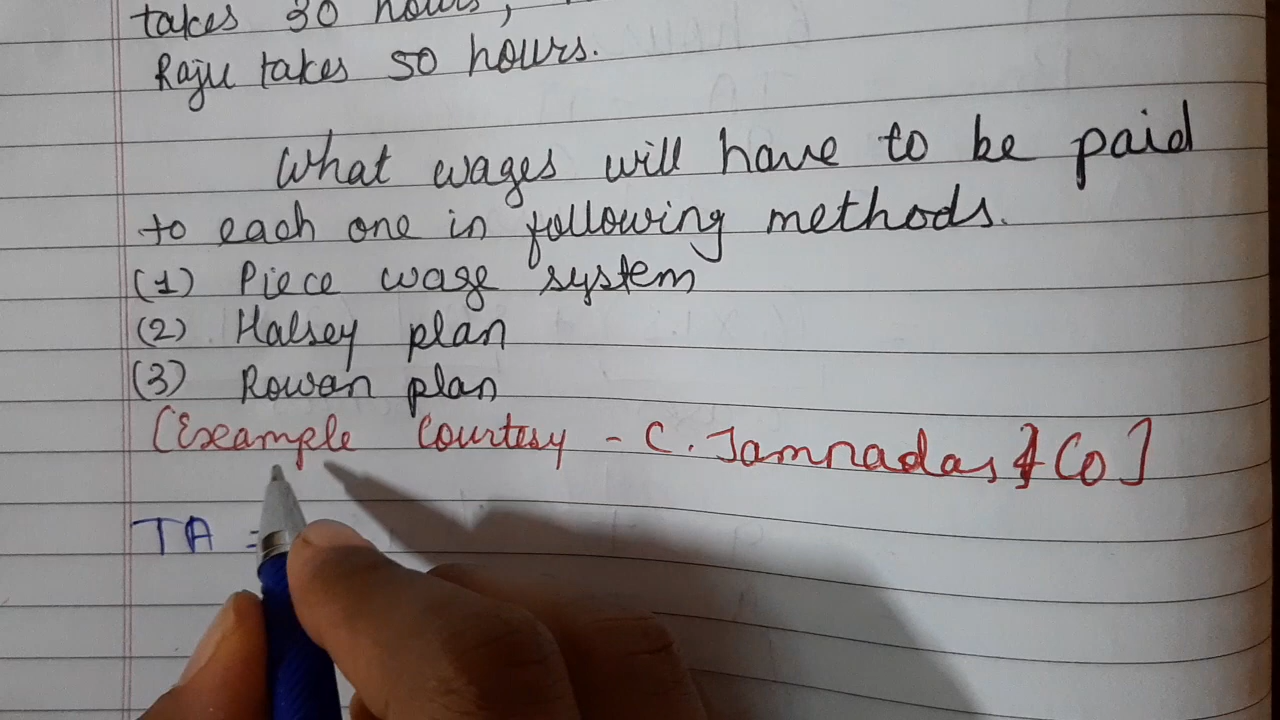 takes 30 hours,
Raju takes 50 hours.
What wages will have to be paid
to each one in following methods.
(1) Piece wage system
(2) Halsey plan
(3) Rowan plan
[Example Courtesy - C. Jamnadas & Co]
TA =